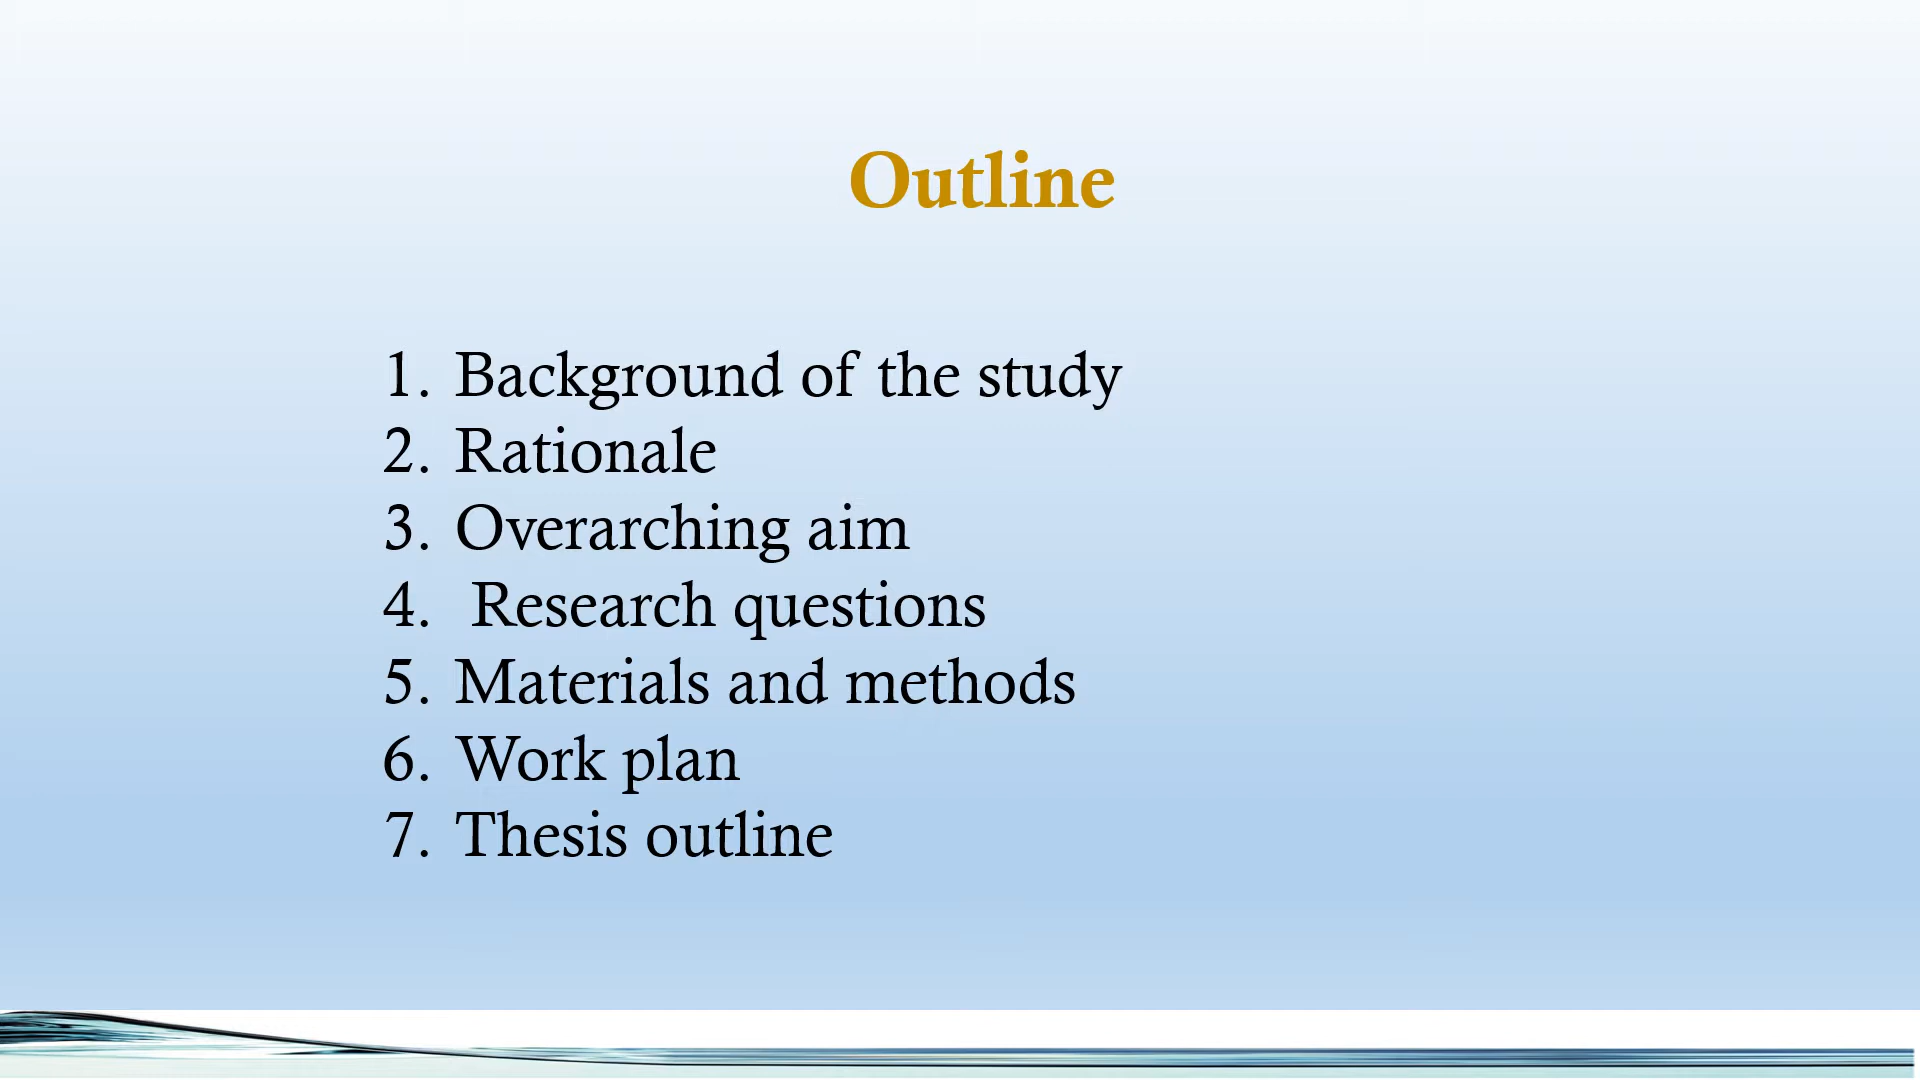 Outline
1. Background of the study
2. Rationale
3. Overarching aim
4. Research questions
5. Materials and methods
6. Work plan
7. Thesis outline